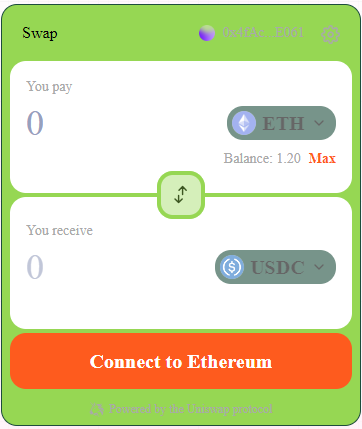 Swap 0x4fAc...E061
You pay
0 ETH
Balance: 1.20 Max
You receive
0 USDC
Connect to Ethereum
Powered by the Uniswap protocol